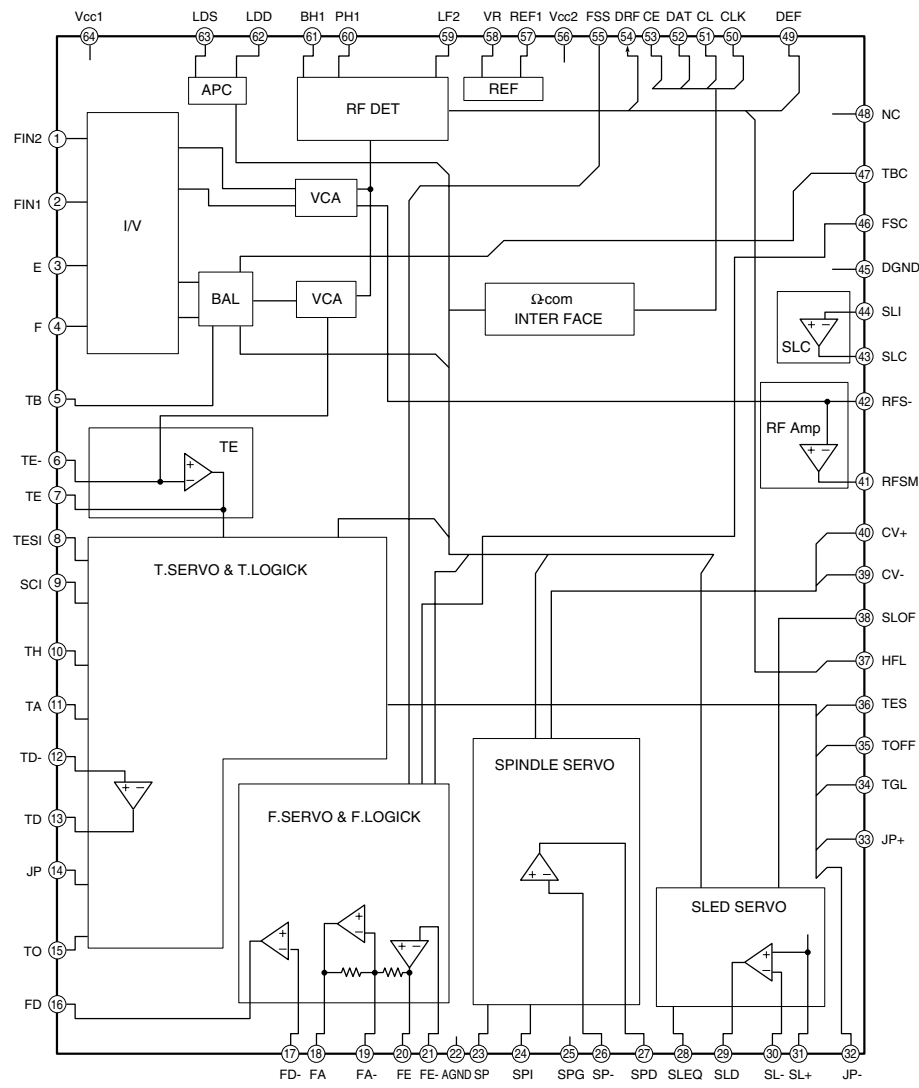 Vcc1 LDS LDD BH1 PH1 LF2 VR REF1 Vcc2 FSS DRF CE DAT CL CLK DEF
64 63 62 61 60 59 58 57 56 55 54 53 52 51 50 49
APC
RF DET
REF
FIN2 1
48 NC
I/V
VCA
47 TBC
FIN1 2
46 FSC
E 3
45 DGND
BAL
VCA
Ω-com
INTER FACE
44 SLI
+ −
SLC
F 4
43 SLC
TB 5
42 RFS-
RF Amp
+ −
TE
TE- 6
+
−
41 RFSM
TE 7
TESI 8
40 CV+
T.SERVO & T.LOGICK
39 CV-
SCI 9
38 SLOF
TH 10
37 HFL
TA 11
36 TES
TD- 12
35 TOFF
SPINDLE SERVO
+ −
34 TGL
TD 13
F.SERVO & F.LOGICK
33 JP+
JP 14
+ −
SLED SERVO
TO 15
+
−
+
−
+ −
+
−
FD 16
17 18 19 20 21 22 23 24 25 26 27 28 29 30 31 32
FD- FA FA- FE FE- AGND SP SPI SPG SP- SPD SLEQ SLD SL- SL+ JP-